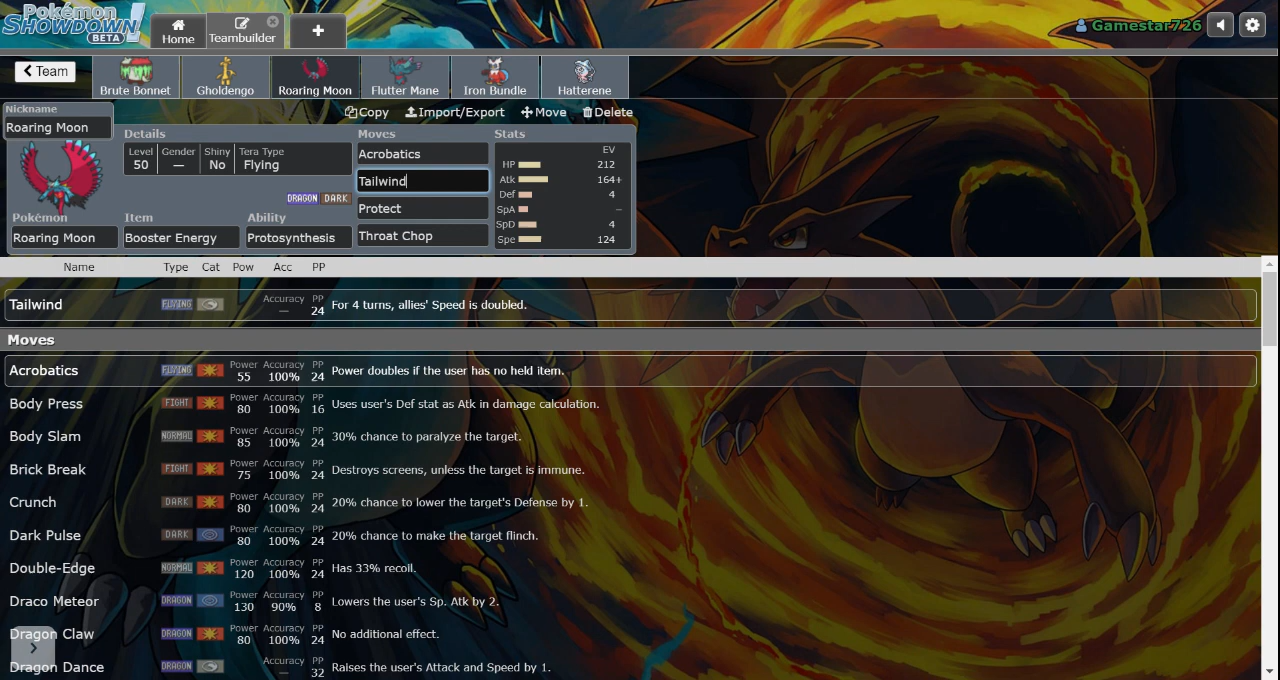 Pokémon
SHOWDOWN!
BETA
Home
Teambuilder
Gamestar726
Team
Brute Bonnet
Gholdengo
Roaring Moon
Flutter Mane
Iron Bundle
Hatterene
Copy Import/Export Move Delete
Nickname
Roaring Moon
Details
Level Gender Shiny Tera Type
50 — No Flying
DRAGON DARK
Pokémon Item Ability
Roaring Moon Booster Energy Protosynthesis
Moves
Acrobatics
Tailwind
Protect
Throat Chop
Stats
EV
HP 212
Atk 164+
Def 4
SpA –
SpD 4
Spe 124
Name Type Cat Pow Acc PP
Tailwind FLYING Accuracy — PP 24 For 4 turns, allies' Speed is doubled.
Moves
Acrobatics FLYING Power 55 Accuracy 100% PP 24 Power doubles if the user has no held item.
Body Press FIGHT Power 80 Accuracy 100% PP 16 Uses user's Def stat as Atk in damage calculation.
Body Slam NORMAL Power 85 Accuracy 100% PP 24 30% chance to paralyze the target.
Brick Break FIGHT Power 75 Accuracy 100% PP 24 Destroys screens, unless the target is immune.
Crunch DARK Power 80 Accuracy 100% PP 24 20% chance to lower the target's Defense by 1.
Dark Pulse DARK Power 80 Accuracy 100% PP 24 20% chance to make the target flinch.
Double-Edge NORMAL Power 120 Accuracy 100% PP 24 Has 33% recoil.
Draco Meteor DRAGON Power 130 Accuracy 90% PP 8 Lowers the user's Sp. Atk by 2.
Dragon Claw DRAGON Power 80 Accuracy 100% PP 24 No additional effect.
Dragon Dance DRAGON Accuracy — PP 32 Raises the user's Attack and Speed by 1.